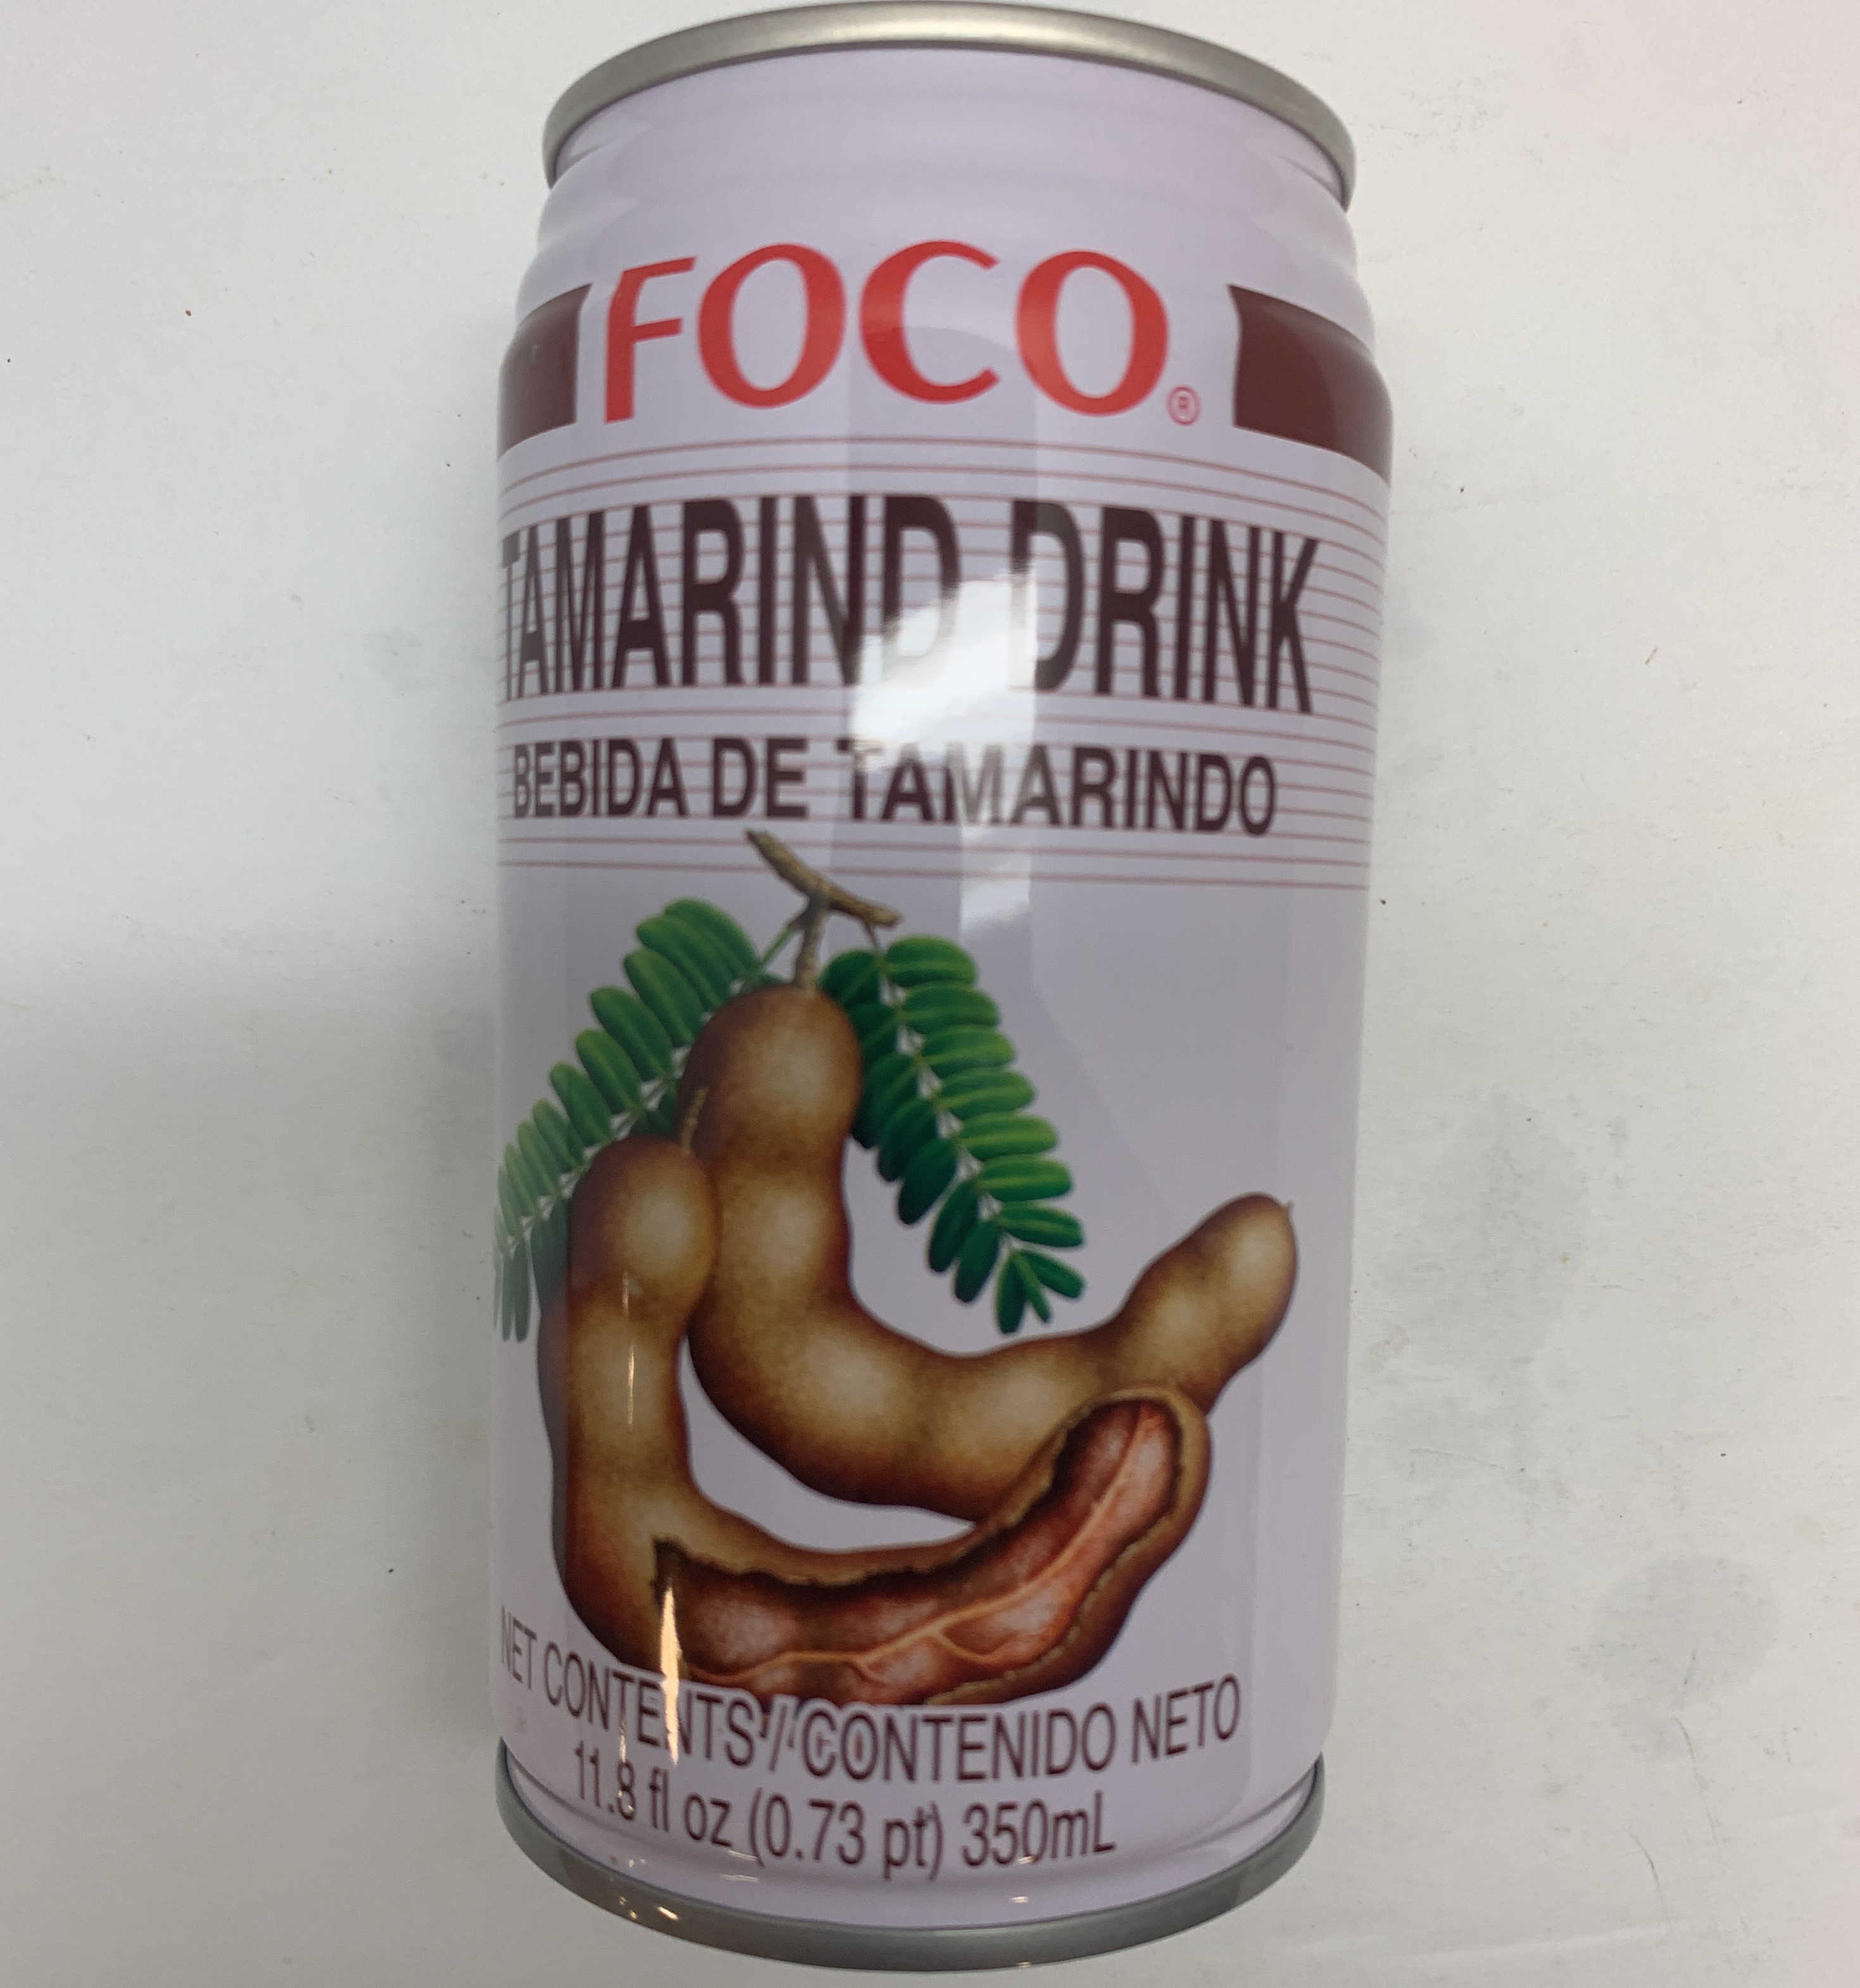 FOCO®
TAMARIND DRINK
BEBIDA DE TAMARINDO
NET CONTENTS / CONTENIDO NETO
11.8 fl oz (0.73 pt) 350mL